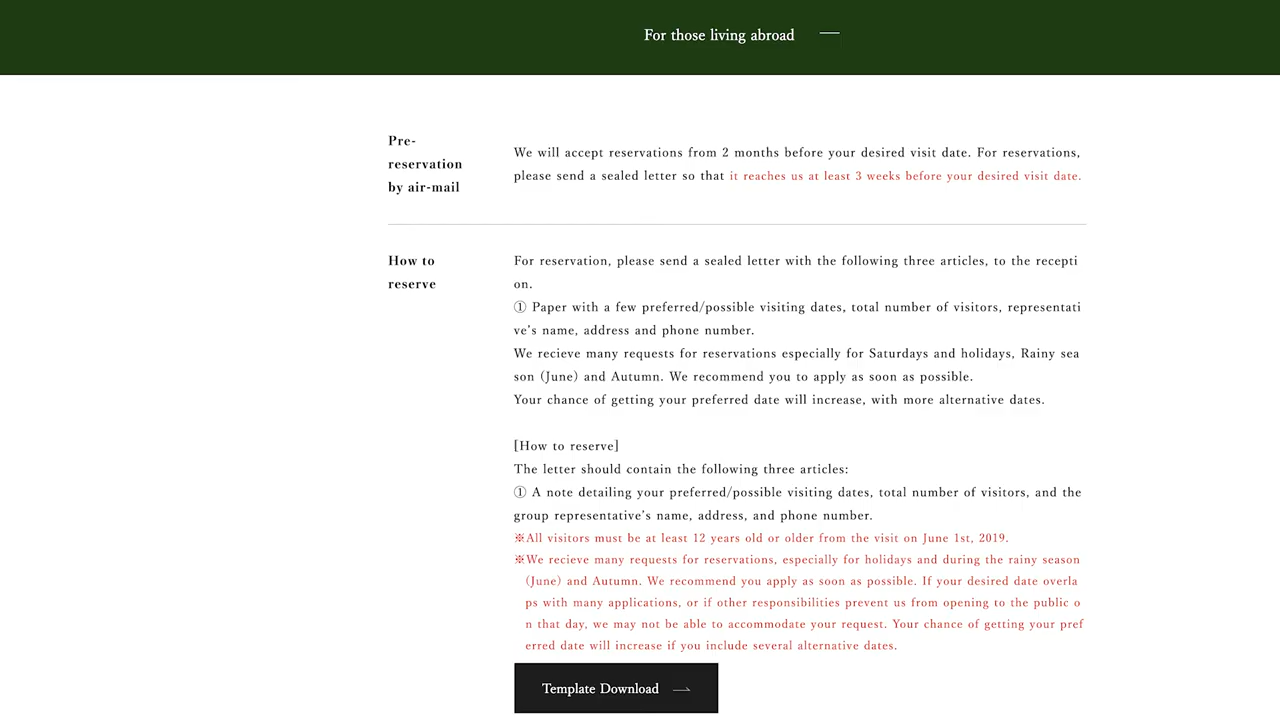 For those living abroad
Pre-
reservation
by air-mail
We will accept reservations from 2 months before your desired visit date. For reservations,
please send a sealed letter so that it reaches us at least 3 weeks before your desired visit date.
How to
reserve
For reservation, please send a sealed letter with the following three articles, to the recepti
on.
① Paper with a few preferred/possible visiting dates, total number of visitors, representati
ve's name, address and phone number.
We recieve many requests for reservations especially for Saturdays and holidays, Rainy sea
son (June) and Autumn. We recommend you to apply as soon as possible.
Your chance of getting your preferred date will increase, with more alternative dates.
[How to reserve]
The letter should contain the following three articles:
① A note detailing your preferred/possible visiting dates, total number of visitors, and the
group representative's name, address, and phone number.
※All visitors must be at least 12 years old or older from the visit on June 1st, 2019.
※We recieve many requests for reservations, especially for holidays and during the rainy season
(June) and Autumn. We recommend you apply as soon as possible. If your desired date overla
ps with many applications, or if other responsibilities prevent us from opening to the public o
n that day, we may not be able to accommodate your request. Your chance of getting your pref
erred date will increase if you include several alternative dates.
Template Download